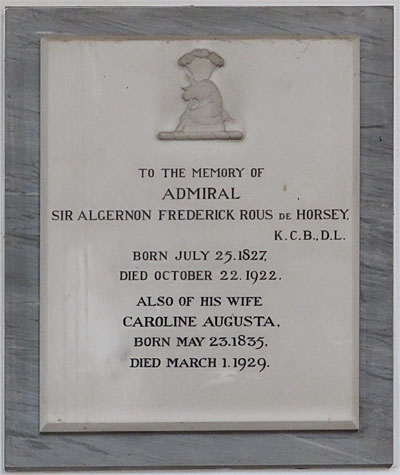 TO THE MEMORY OF
ADMIRAL
SIR ALGERNON FREDERICK ROUS DE HORSEY,
K.C.B., D.L.
BORN JULY 25. 1827,
DIED OCTOBER 22. 1922.
ALSO OF HIS WIFE
CAROLINE AUGUSTA,
BORN MAY 23. 1835,
DIED MARCH 1. 1929.